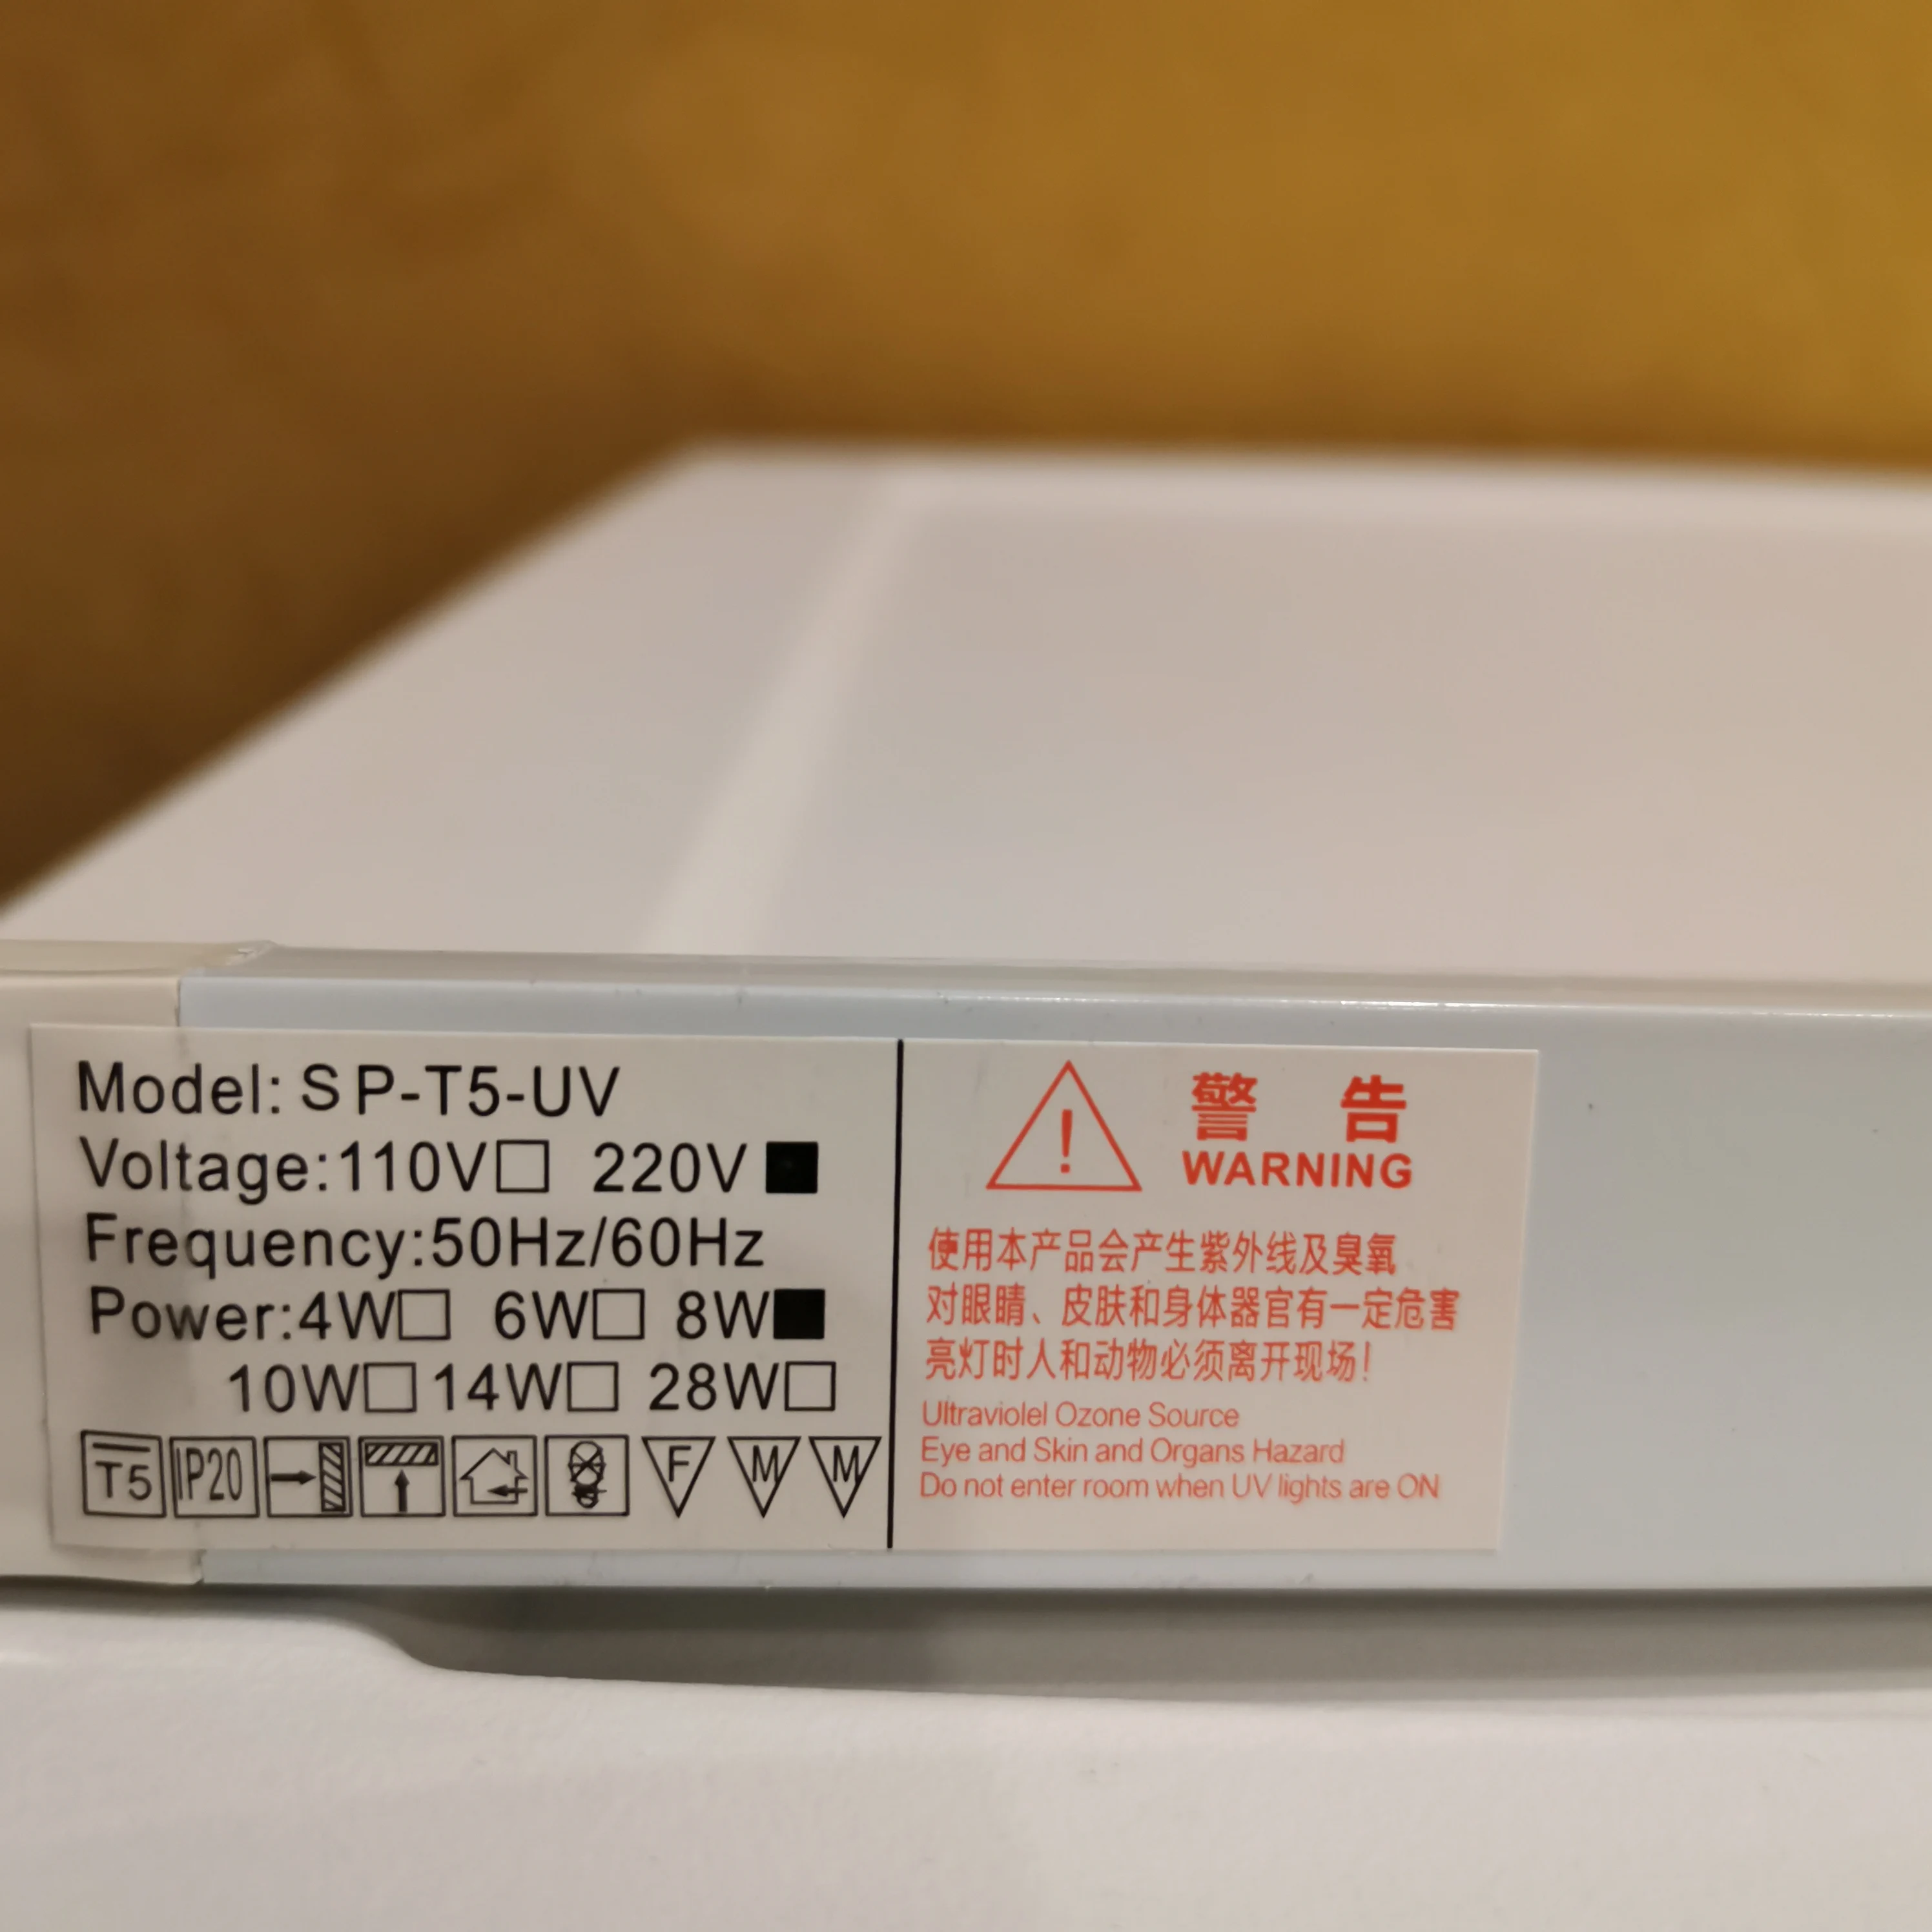 Model: SP-T5-UV
Voltage:110V□ 220V■
Frequency:50Hz/60Hz
Power:4W□ 6W□ 8W■
10W□ 14W□ 28W□
T5 IP20 F M M
警 告
WARNING
使用本产品会产生紫外线及臭氧
对眼睛、皮肤和身体器官有一定危害
亮灯时人和动物必须离开现场!
Ultraviolel Ozone Source
Eye and Skin and Organs Hazard
Do not enter room when UV lights are ON